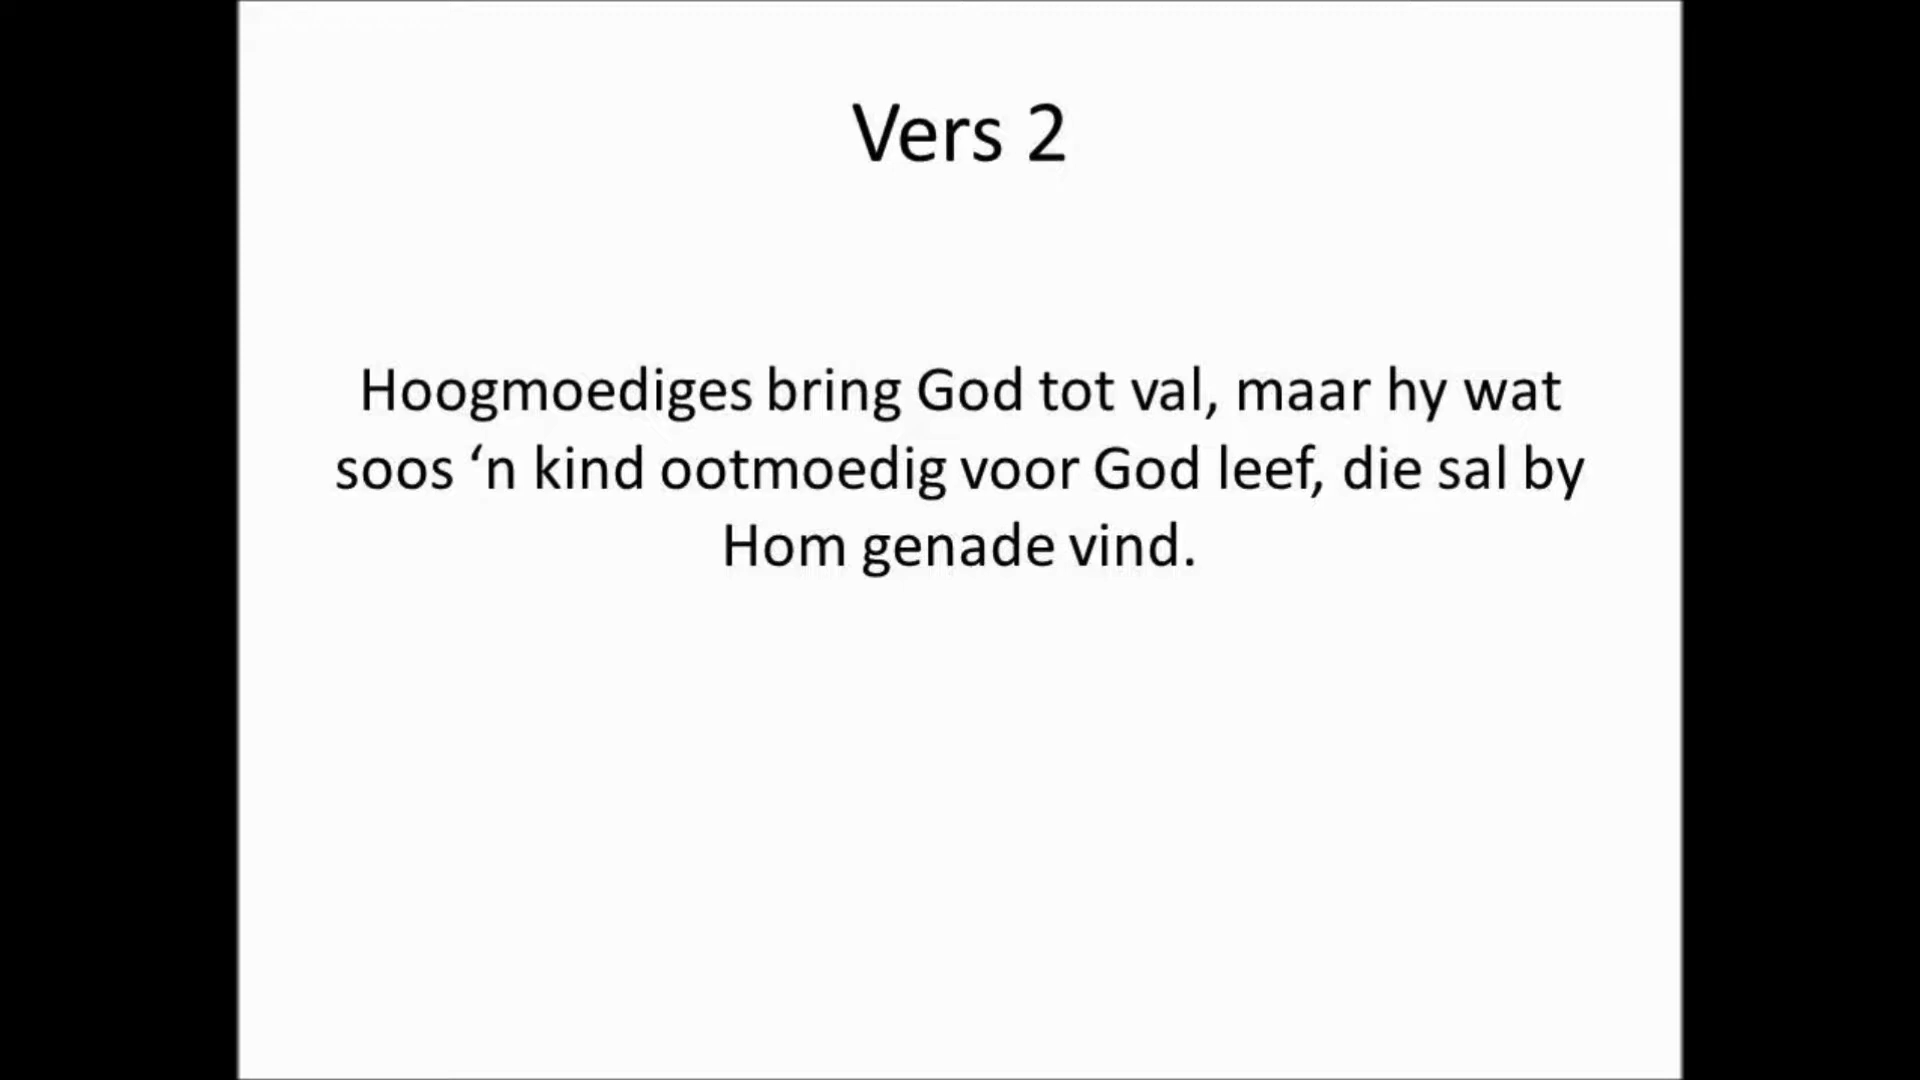 Vers 2
Hoogmoediges bring God tot val, maar hy wat
soos ‘n kind ootmoedig voor God leef, die sal by
Hom genade vind.